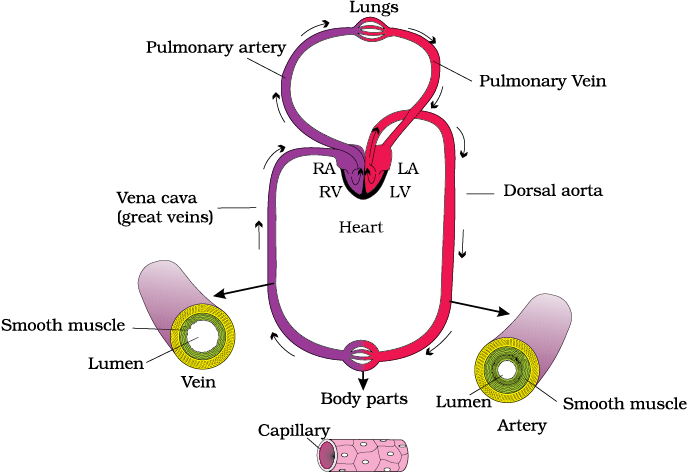 Lungs
Pulmonary artery
Pulmonary Vein
RA
LA
RV
LV
Vena cava
(great veins)
Dorsal aorta
Heart
Smooth muscle
Lumen
Vein
Body parts
Lumen
Smooth muscle
Artery
Capillary